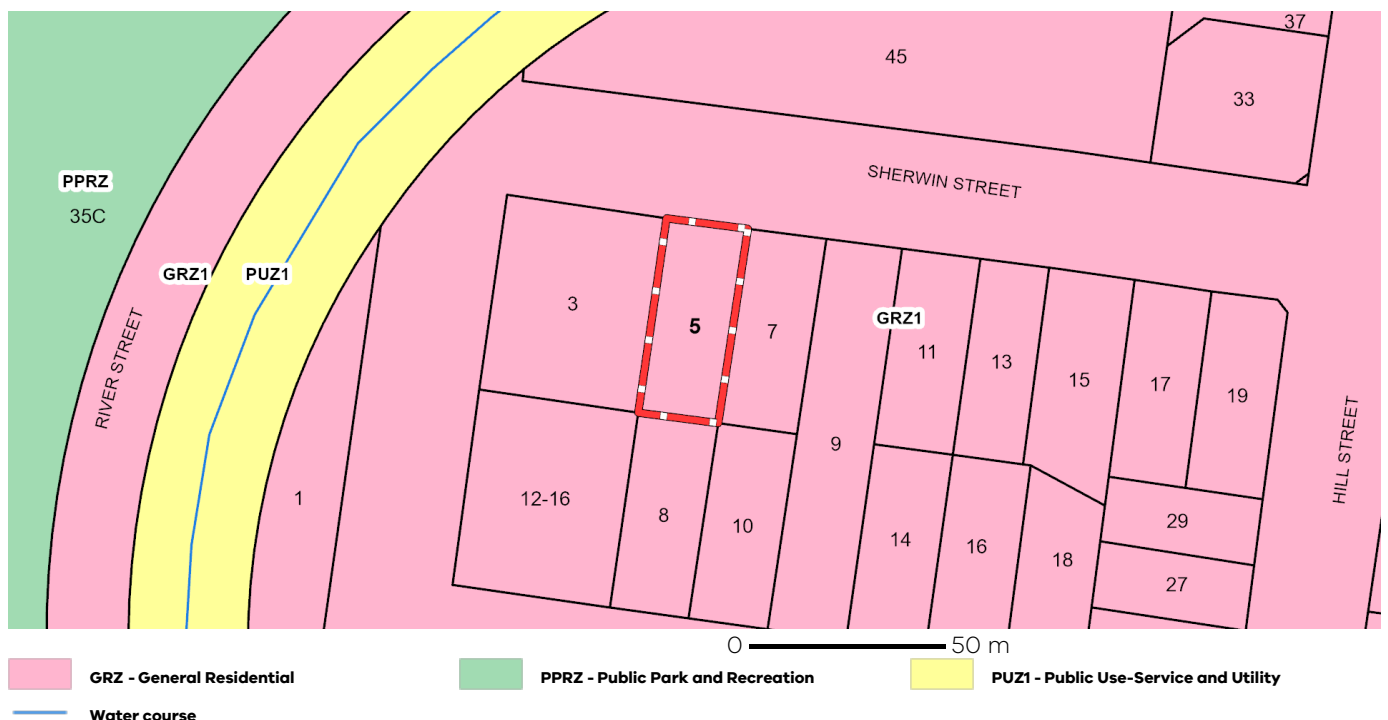 37
45
33
SHERWIN STREET
PPRZ
35C
GRZ1
PUZ1
RIVER STREET
3
5
7
GRZ1
11
13
15
17
19
9
HILL STREET
1
12-16
8
10
14
16
18
29
27
0 50 m
GRZ - General Residential
PPRZ - Public Park and Recreation
PUZ1 - Public Use-Service and Utility
Water course